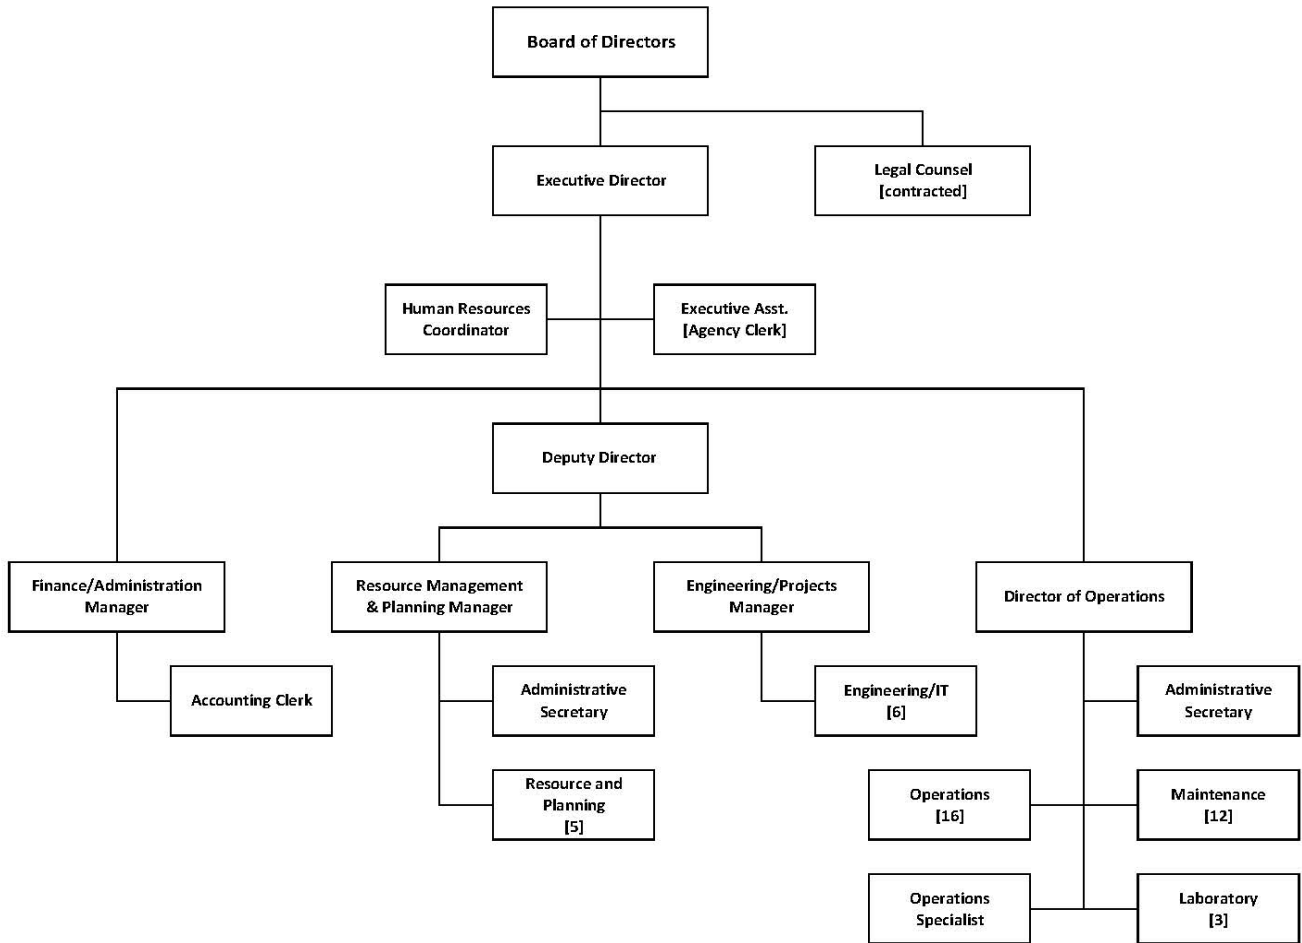 Board of Directors
Executive Director
Legal Counsel
[contracted]
Human Resources
Coordinator
Executive Asst.
[Agency Clerk]
Deputy Director
Finance/Administration
Manager
Resource Management
& Planning Manager
Engineering/Projects
Manager
Director of Operations
Accounting Clerk
Administrative
Secretary
Engineering/IT
[6]
Administrative
Secretary
Resource and
Planning
[5]
Operations
[16]
Maintenance
[12]
Operations
Specialist
Laboratory
[3]